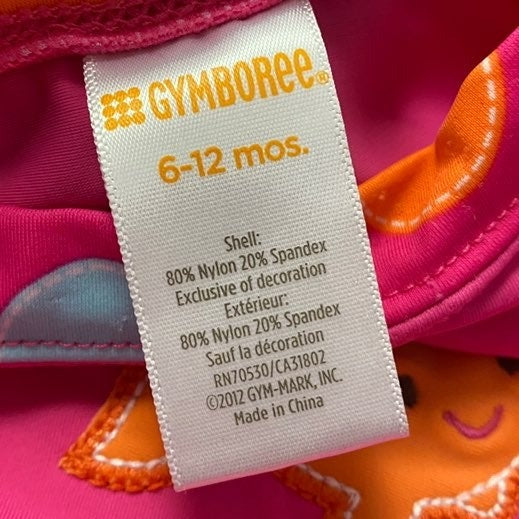 GYMBOREE®
6-12 mos.
Shell:
80% Nylon 20% Spandex
Exclusive of decoration
Extérieur:
80% Nylon 20% Spandex
Sauf la décoration
RN70530/CA31802
©2012 GYM-MARK, INC.
Made in China